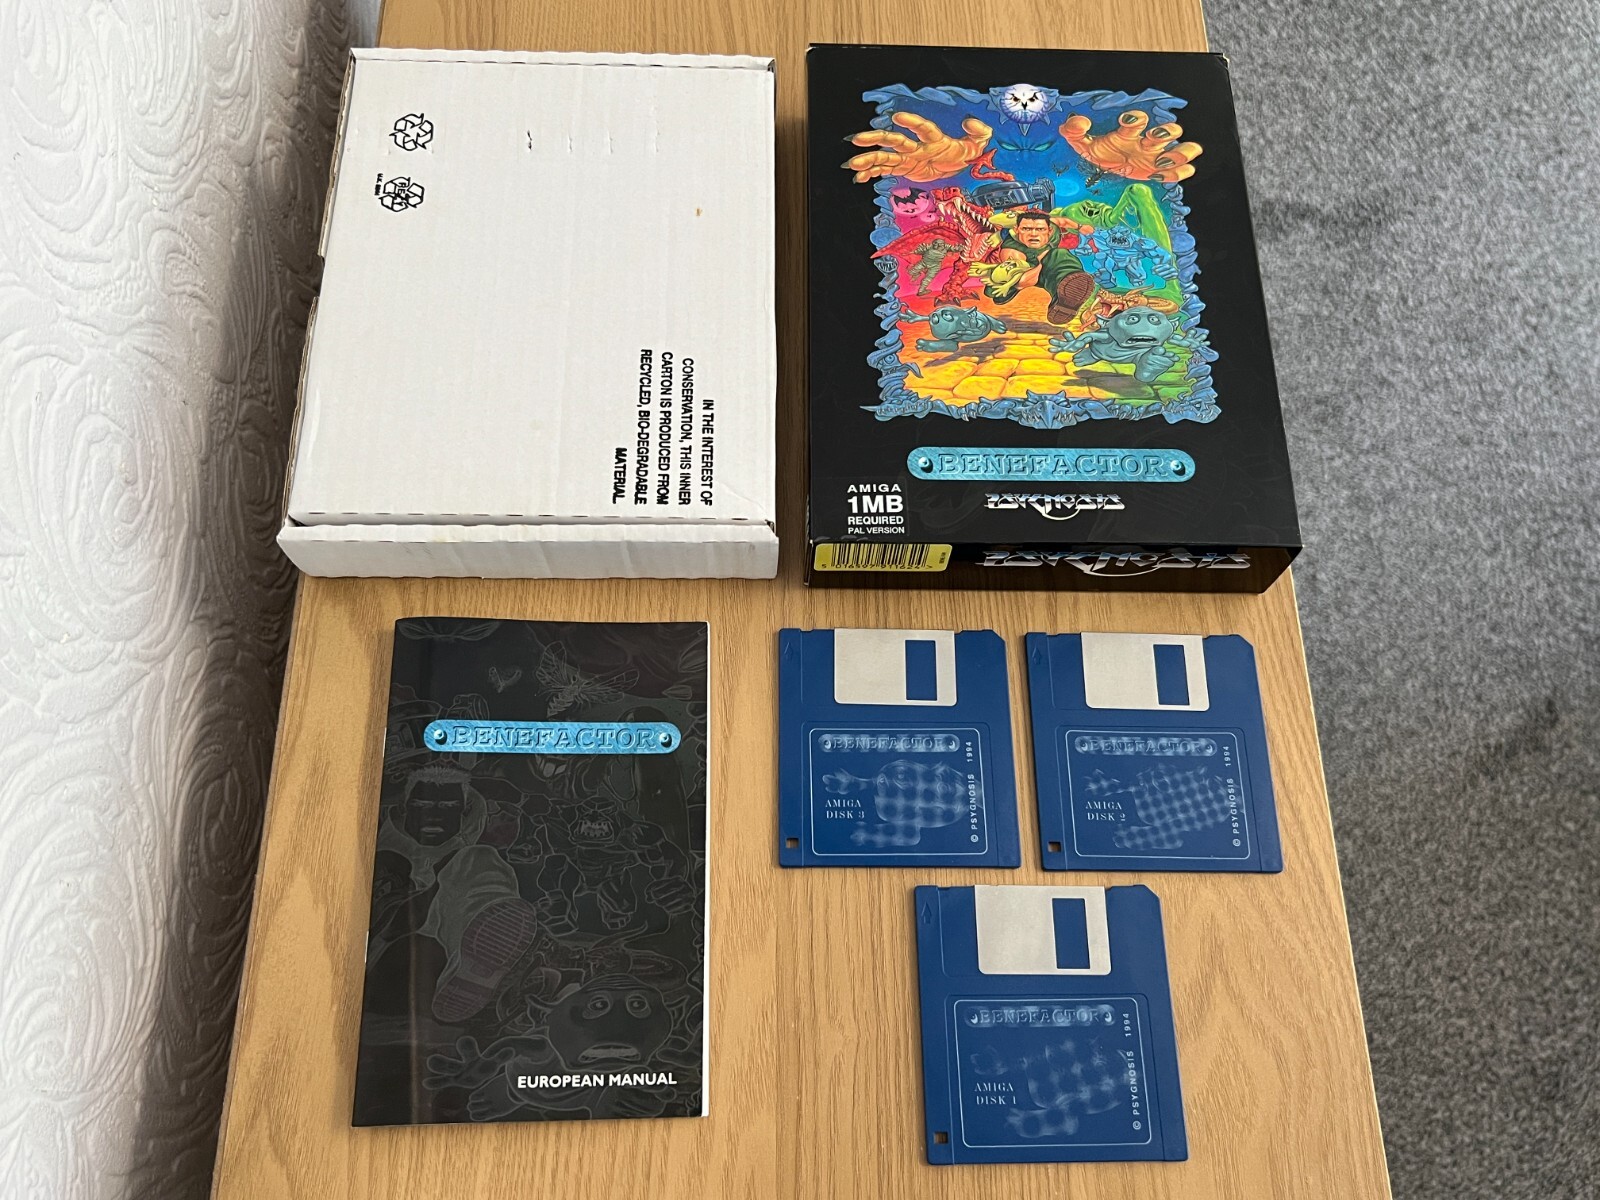 IN THE INTEREST OF
CONSERVATION, THIS INNER
CARTON IS PRODUCED FROM
RECYCLED, BIO-DEGRADABLE
MATERIAL.
BENEFACTOR
PSYGNOSIS
AMIGA
1MB
REQUIRED
PAL VERSION
PSYGNOSIS
BENEFACTOR
EUROPEAN MANUAL
BENEFACTOR
AMIGA
DISK 3
© PSYGNOSIS 1994
BENEFACTOR
AMIGA
DISK 2
© PSYGNOSIS 1994
BENEFACTOR
AMIGA
DISK 1
© PSYGNOSIS 1994